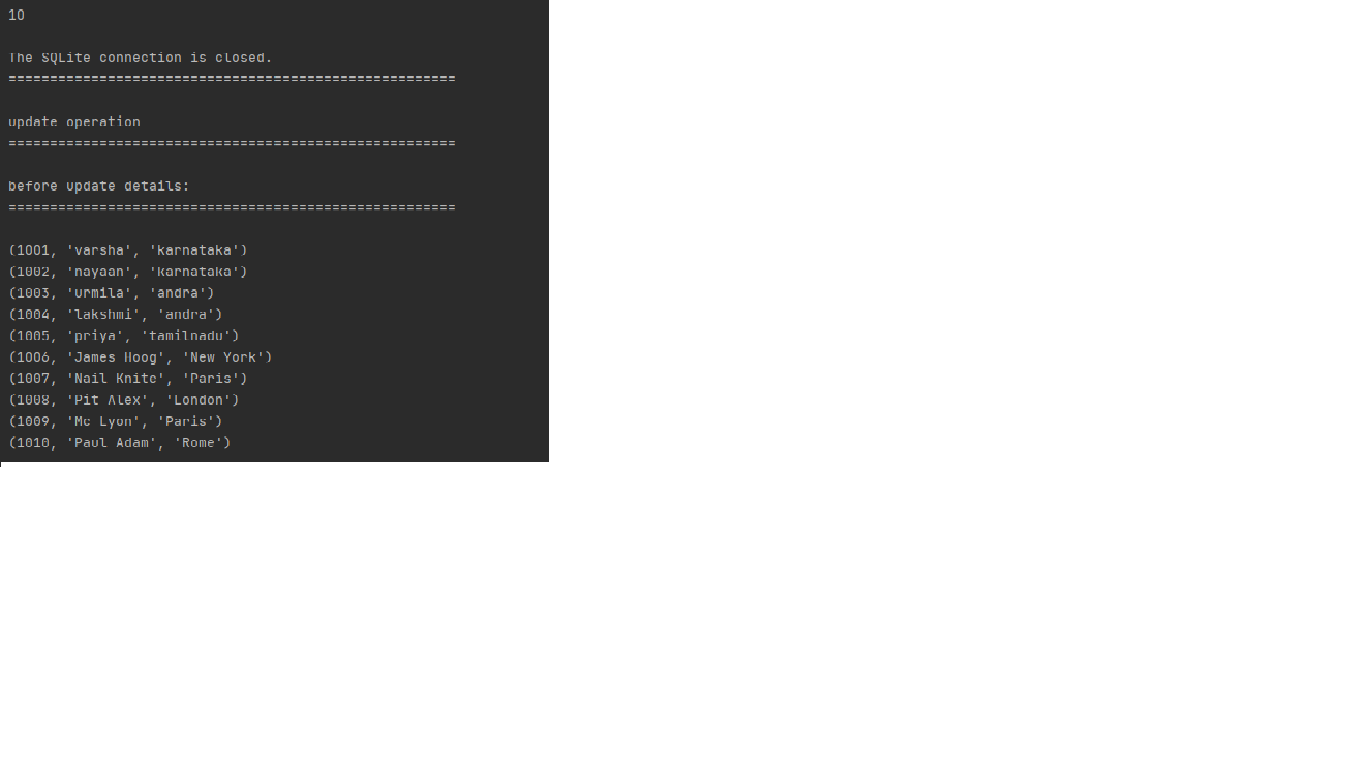 10
The SQLite connection is closed.
======================================================
update operation
======================================================
before update details:
======================================================
(1001, 'varsha', 'karnataka')
(1002, 'nayaan', 'karnataka')
(1003, 'urmila', 'andra')
(1004, 'lakshmi', 'andra')
(1005, 'priya', 'tamilnadu')
(1006, 'James Hoog', 'New York')
(1007, 'Nail Knite', 'Paris')
(1008, 'Pit Alex', 'London')
(1009, 'Mc Lyon', 'Paris')
(1010, 'Paul Adam', 'Rome')